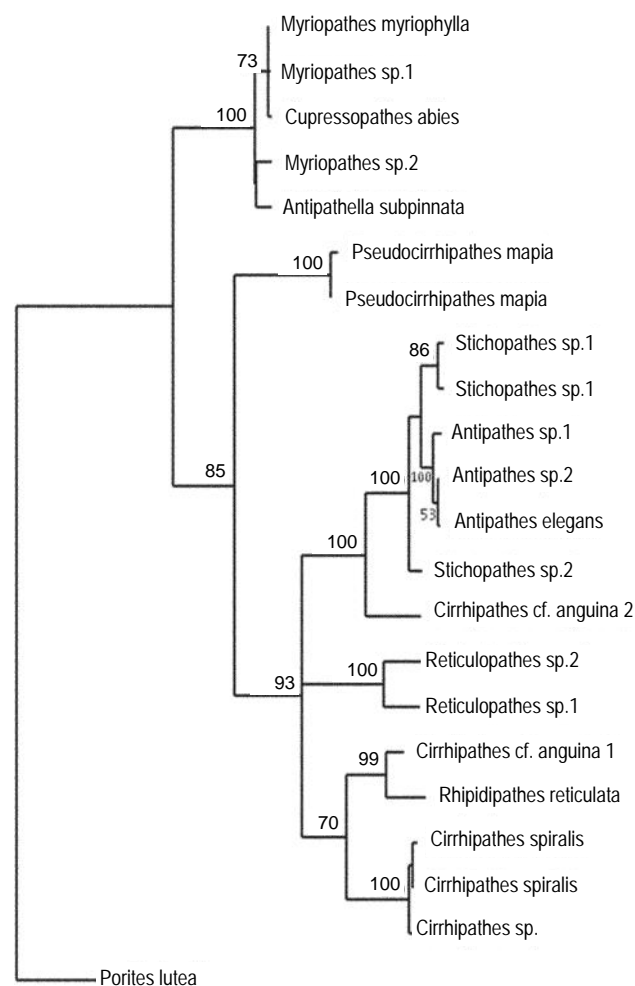 Myriopathes myriophylla
73
Myriopathes sp.1
100
Cupressopathes abies
Myriopathes sp.2
Antipathella subpinnata
Pseudocirrhipathes mapia
100
Pseudocirrhipathes mapia
Stichopathes sp.1
86
Stichopathes sp.1
Antipathes sp.1
85
100
100
Antipathes sp.2
53
Antipathes elegans
100
Stichopathes sp.2
Cirrhipathes cf. anguina 2
Reticulopathes sp.2
93
100
Reticulopathes sp.1
Cirrhipathes cf. anguina 1
99
Rhipidipathes reticulata
70
Cirrhipathes spiralis
100
Cirrhipathes spiralis
Cirrhipathes sp.
Porites lutea